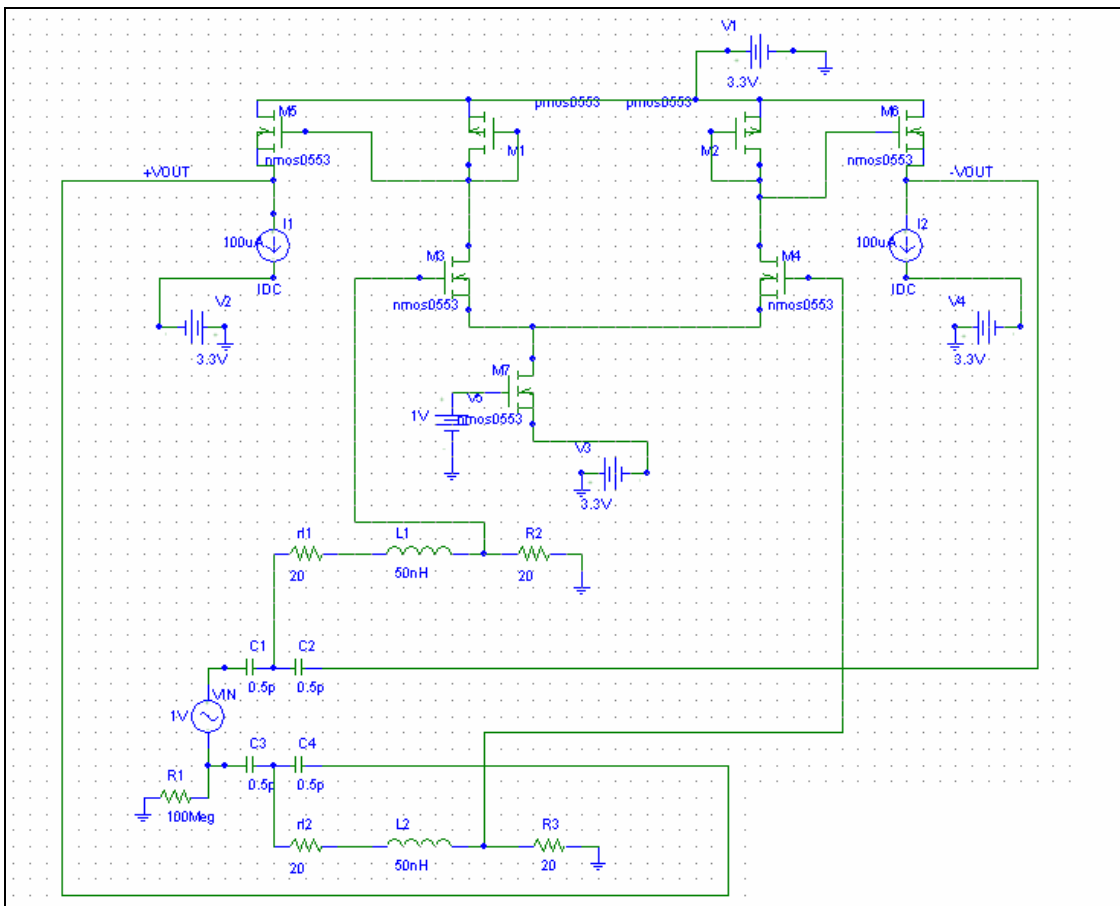 V1
3.3V
pmos0553
pmos0553
M5
M1
M2
M6
nmos0553
nmos0553
+VOUT
-VOUT
I1
100uA
IDC
I2
100uA
IDC
M3
nmos0553
M4
nmos0553
V2
3.3V
V4
3.3V
M7
nmos0553
V5
1V
V3
3.3V
rl1
20
L1
50nH
R2
20
C1
0.5p
C2
0.5p
VIN
1V
C3
0.5p
C4
0.5p
R1
100Meg
rl2
20
L2
50nH
R3
20